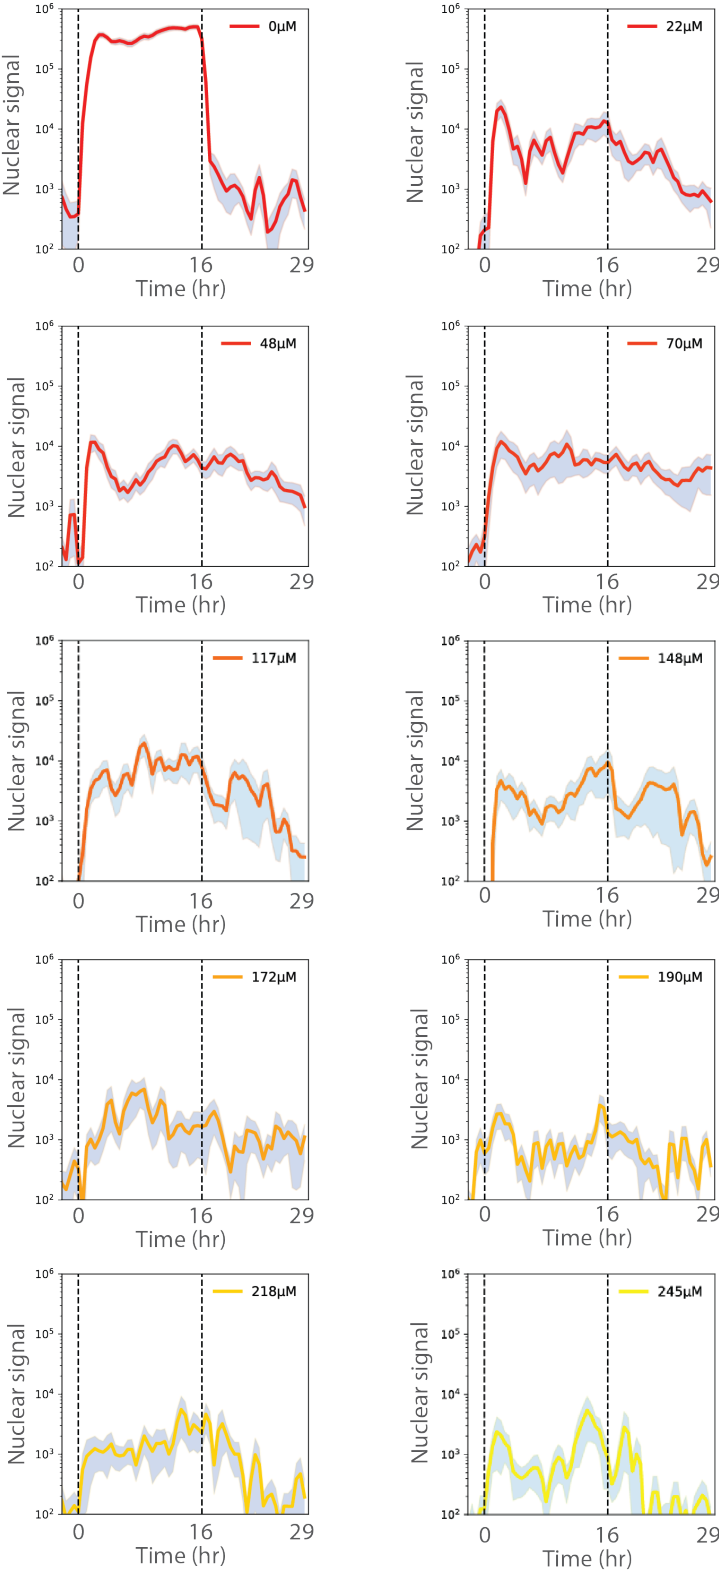 10⁶
10⁵
10⁴
10³
10²
Nuclear signal
0μM
0 16 29
Time (hr)
10⁶
10⁵
10⁴
10³
10²
Nuclear signal
22μM
0 16 29
Time (hr)
10⁶
10⁵
10⁴
10³
10²
Nuclear signal
48μM
0 16 29
Time (hr)
10⁶
10⁵
10⁴
10³
10²
Nuclear signal
70μM
0 16 29
Time (hr)
10⁶
10⁵
10⁴
10³
10²
Nuclear signal
117μM
0 16 29
Time (hr)
10⁶
10⁵
10⁴
10³
10²
Nuclear signal
148μM
0 16 29
Time (hr)
10⁶
10⁵
10⁴
10³
10²
Nuclear signal
172μM
0 16 29
Time (hr)
10⁶
10⁵
10⁴
10³
10²
Nuclear signal
190μM
0 16 29
Time (hr)
10⁶
10⁵
10⁴
10³
10²
Nuclear signal
218μM
0 16 29
Time (hr)
10⁶
10⁵
10⁴
10³
10²
Nuclear signal
245μM
0 16 29
Time (hr)